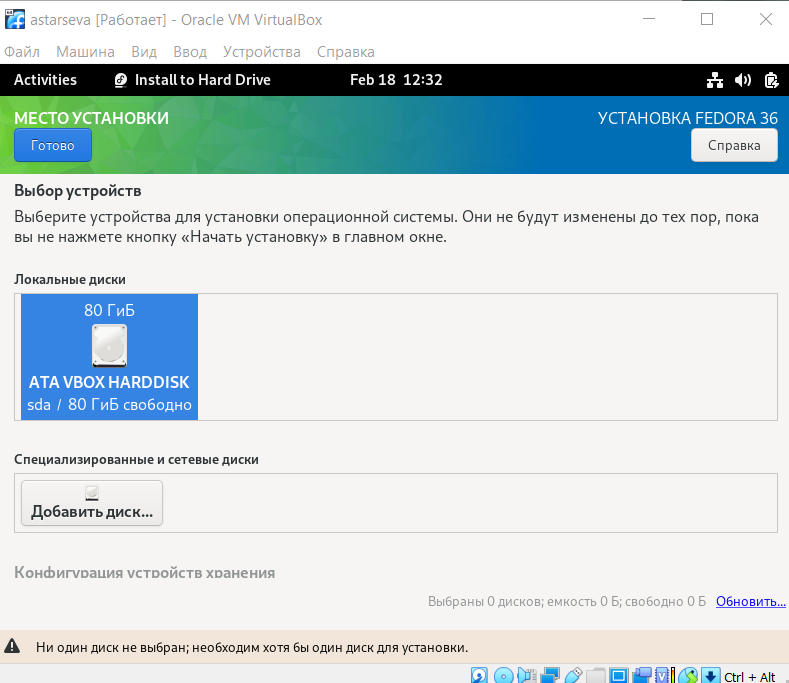 astarseva [Работает] - Oracle VM VirtualBox
Файл Машина Вид Ввод Устройства Справка
Activities Install to Hard Drive Feb 18 12:32
МЕСТО УСТАНОВКИ УСТАНОВКА FEDORA 36
Готово Справка
Выбор устройств
Выберите устройства для установки операционной системы. Они не будут изменены до тех пор, пока
вы не нажмете кнопку «Начать установку» в главном окне.
Локальные диски
80 ГиБ
ATA VBOX HARDDISK
sda / 80 ГиБ свободно
Специализированные и сетевые диски
Добавить диск...
Конфигурация устройств хранения
Выбраны 0 дисков; емкость 0 Б; свободно 0 Б Обновить...
Ни один диск не выбран; необходим хотя бы один диск для установки.
Ctrl + Alt